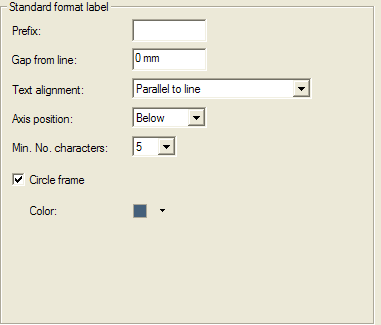 Standard format label
Prefix:
Gap from line: 0 mm
Text alignment: Parallel to line
Axis position: Below
Min. No. characters: 5
Circle frame
Color: